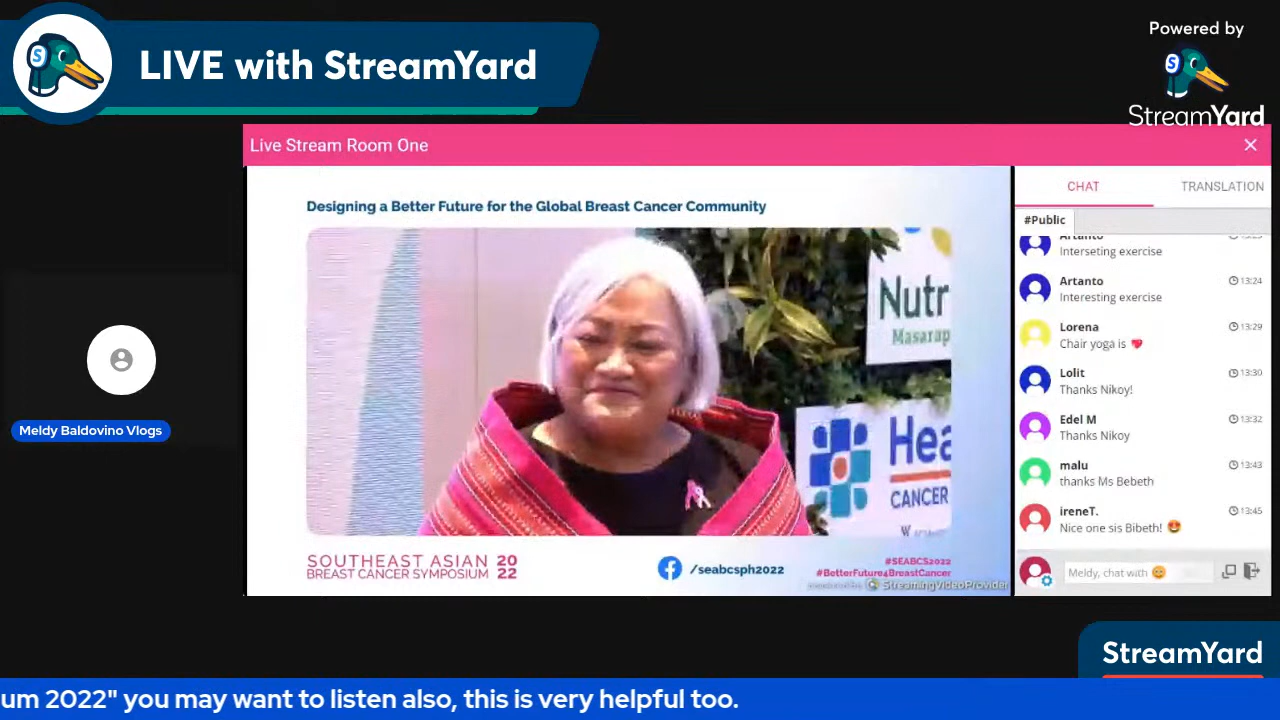 LIVE with StreamYard
Powered by
StreamYard
Live Stream Room One
Designing a Better Future for the Global Breast Cancer Community
Nutr
Masarap
Hea
CANCER
SOUTHEAST ASIAN 2022
BREAST CANCER SYMPOSIUM
/seabcsph2022
#SEABCS2022
#BetterFuture4BreastCancer
StreamingVideoProvider
CHAT
TRANSLATION
#Public
Artanto
Interseting exercise
Artanto 13:24
Interesting exercise
Lorena 13:29
Chair yoga is 💖
Lolit 13:30
Thanks Nikoy!
Edel M 13:32
Thanks Nikoy
malu 13:43
thanks Ms Bebeth
ireneT. 13:45
Nice one sis Bibeth! 😍
Meldy, chat with 😊
Meldy Baldovino Vlogs
StreamYard
um 2022" you may want to listen also, this is very helpful too.